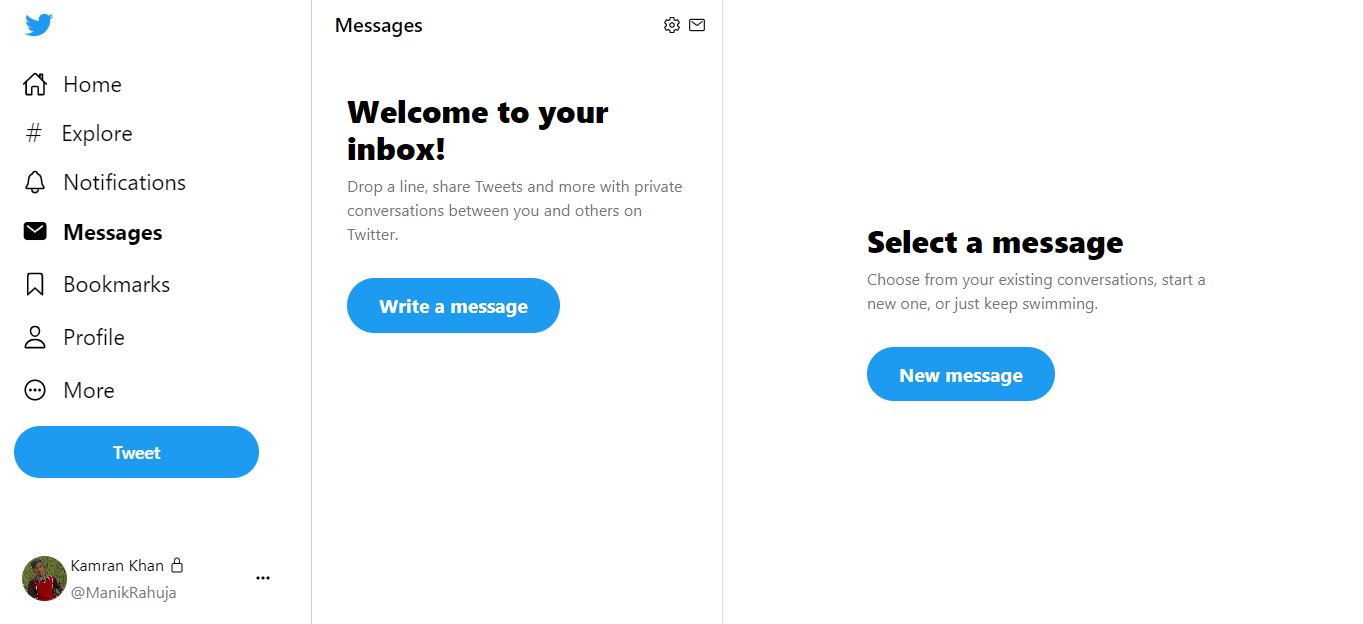 Home
# Explore
Notifications
Messages
Bookmarks
Profile
More
Tweet
Kamran Khan
@ManikRahuja
Messages
Welcome to your
inbox!
Drop a line, share Tweets and more with private
conversations between you and others on
Twitter.
Write a message
Select a message
Choose from your existing conversations, start a
new one, or just keep swimming.
New message